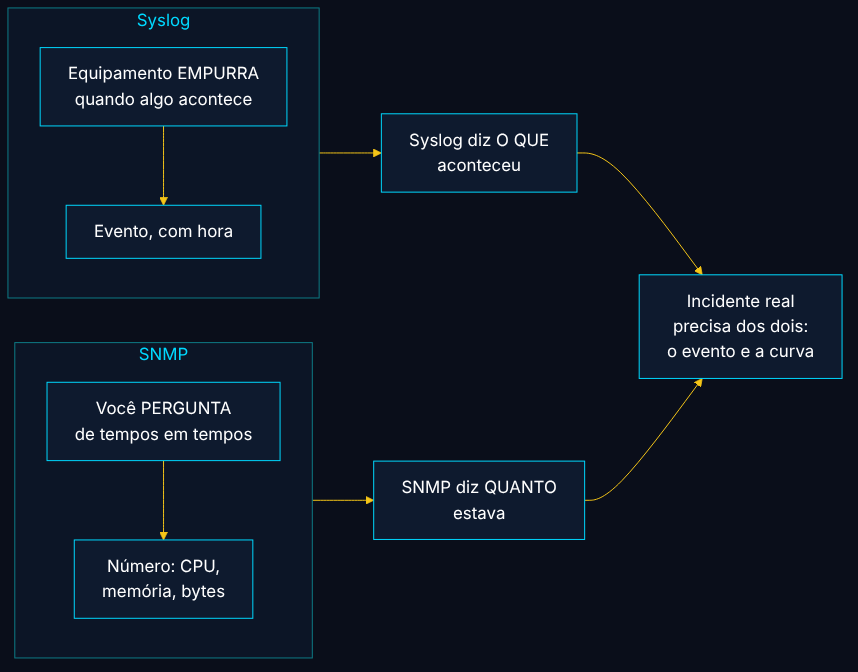 Syslog
Equipamento EMPURRA
quando algo acontece
Evento, com hora
Syslog diz O QUE
aconteceu
Incidente real
precisa dos dois:
o evento e a curva
SNMP
Você PERGUNTA
de tempos em tempos
Número: CPU,
memória, bytes
SNMP diz QUANTO
estava